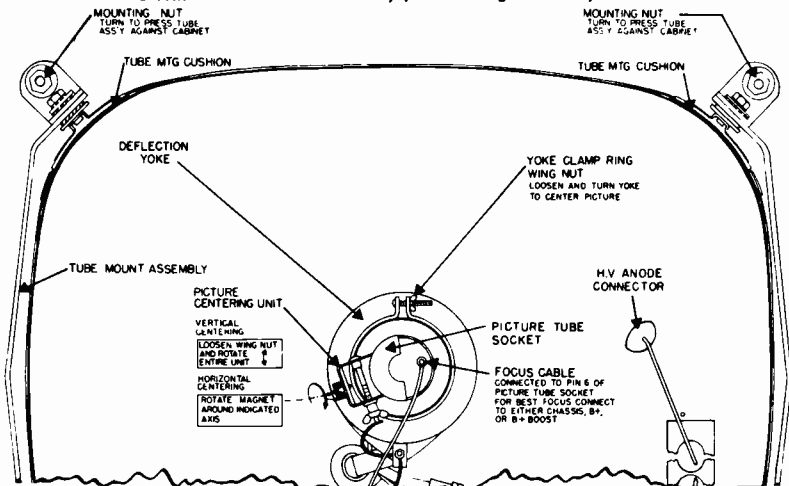 MOUNTING NUT
TURN TO PRESS TUBE
ASS'Y AGAINST CABINET
MOUNTING NUT
TURN TO PRESS TUBE
ASS'Y AGAINST CABINET
TUBE MTG CUSHION
TUBE MTG CUSHION
DEFLECTION
YOKE
YOKE CLAMP RING
WING NUT
LOOSEN AND TURN YOKE
TO CENTER PICTURE
TUBE MOUNT ASSEMBLY
H.V. ANODE
CONNECTOR
PICTURE
CENTERING UNIT
VERTICAL
CENTERING
LOOSEN WING NUT
AND ROTATE
ENTIRE UNIT
HORIZONTAL
CENTERING
ROTATE MAGNET
AROUND INDICATED
AXIS
PICTURE TUBE
SOCKET
FOCUS CABLE
CONNECTED TO PIN 6 OF
PICTURE TUBE SOCKET
FOR BEST FOCUS CONNECT
TO EITHER CHASSIS, B+,
OR B+ BOOST